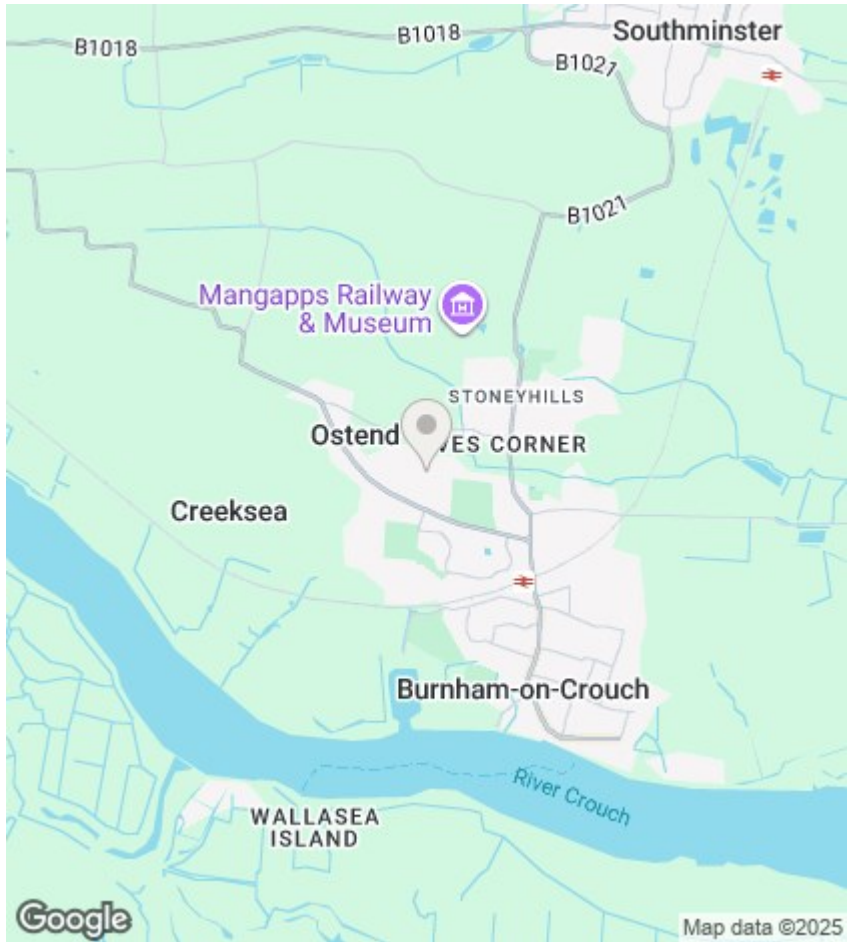 Southminster
B1018
B1018
B1021
B1021
Mangapps Railway
& Museum
STONEYHILLS
Ostend
VES CORNER
Creeksea
Burnham-on-Crouch
River Crouch
WALLASEA
ISLAND
Google
Map data ©2025